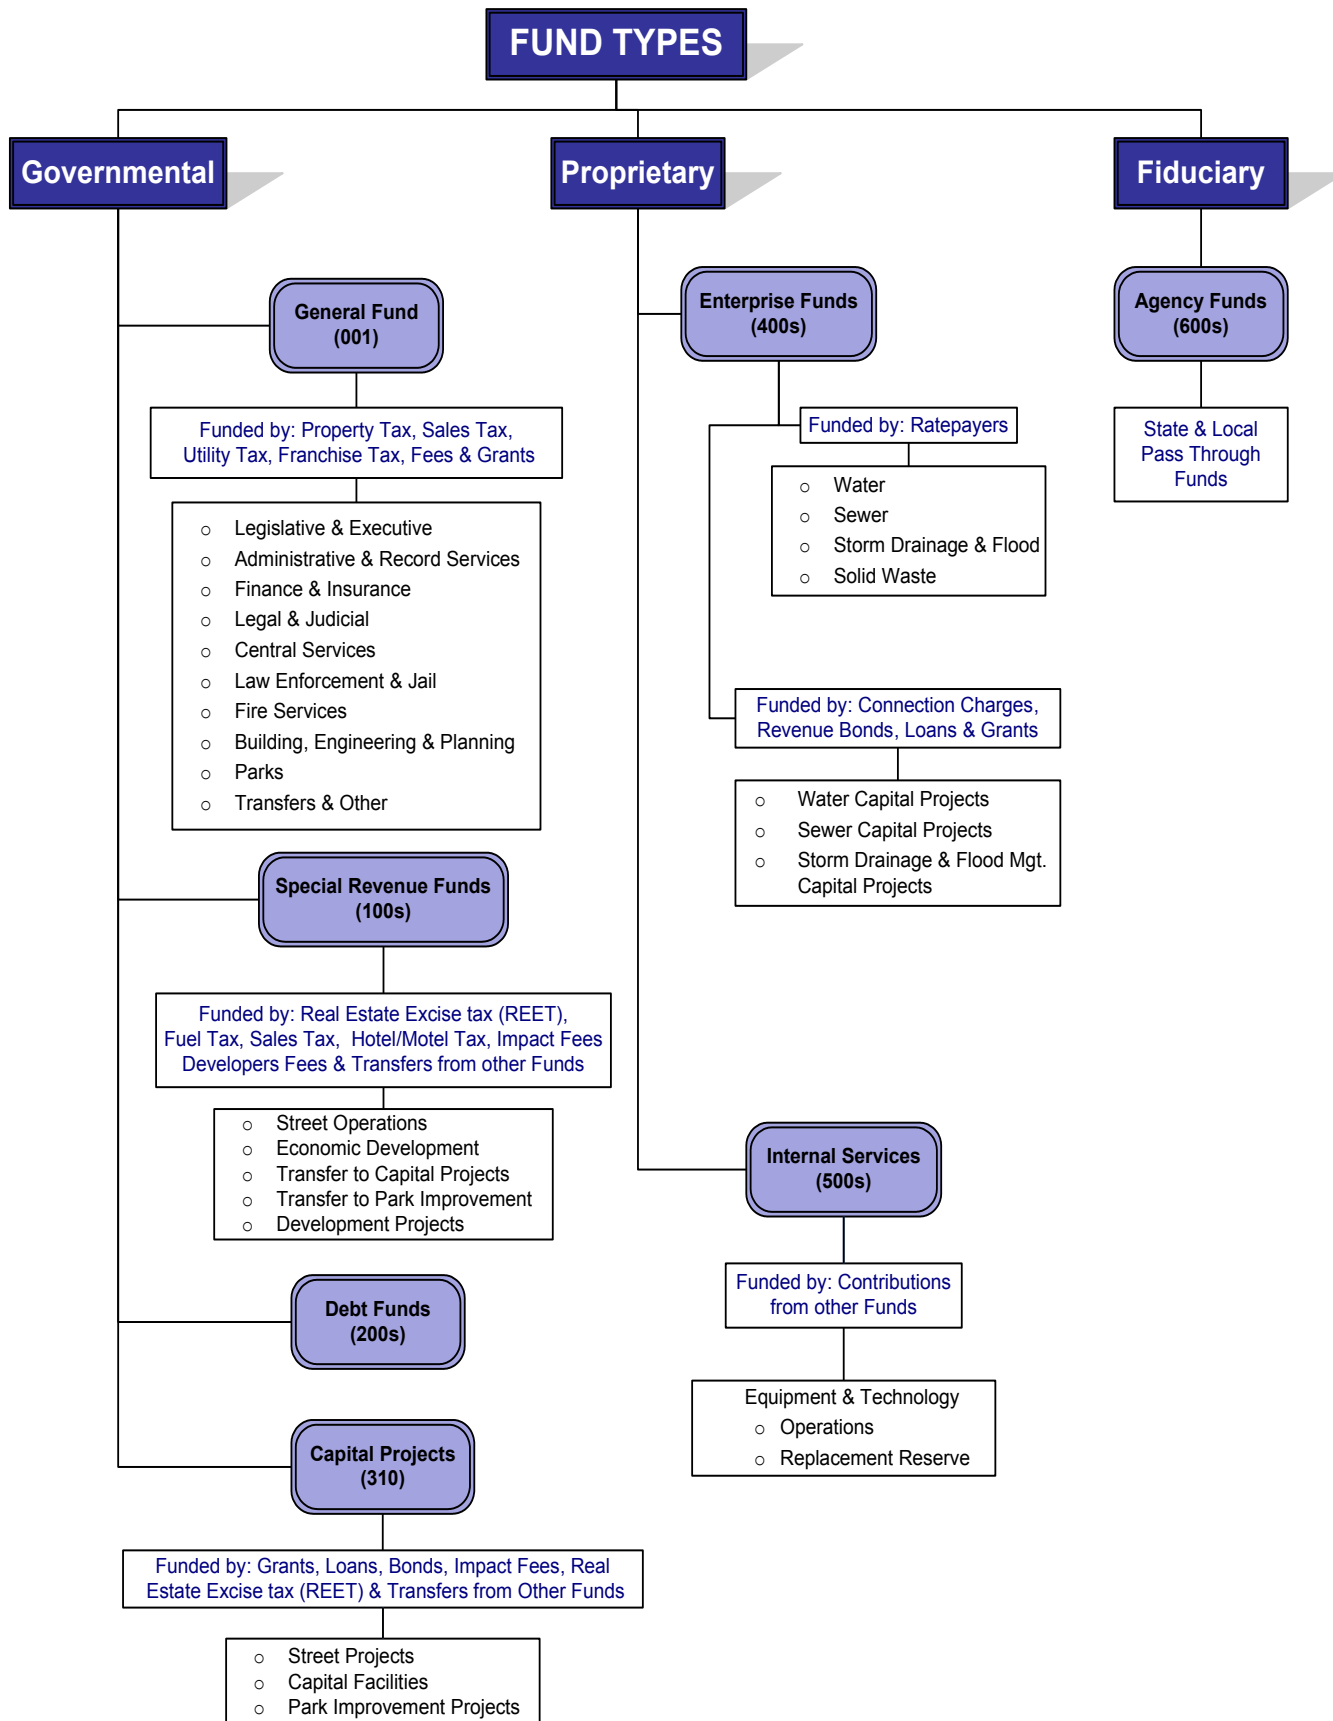 FUND TYPES
Governmental
Proprietary
Fiduciary
General Fund
(001)
Funded by: Property Tax, Sales Tax,
Utility Tax, Franchise Tax, Fees & Grants
o Legislative & Executive
o Administrative & Record Services
o Finance & Insurance
o Legal & Judicial
o Central Services
o Law Enforcement & Jail
o Fire Services
o Building, Engineering & Planning
o Parks
o Transfers & Other
Special Revenue Funds
(100s)
Funded by: Real Estate Excise tax (REET),
Fuel Tax, Sales Tax, Hotel/Motel Tax, Impact Fees
Developers Fees & Transfers from other Funds
o Street Operations
o Economic Development
o Transfer to Capital Projects
o Transfer to Park Improvement
o Development Projects
Debt Funds
(200s)
Capital Projects
(310)
Funded by: Grants, Loans, Bonds, Impact Fees, Real
Estate Excise tax (REET) & Transfers from Other Funds
o Street Projects
o Capital Facilities
o Park Improvement Projects
Enterprise Funds
(400s)
Funded by: Ratepayers
o Water
o Sewer
o Storm Drainage & Flood
o Solid Waste
Funded by: Connection Charges,
Revenue Bonds, Loans & Grants
o Water Capital Projects
o Sewer Capital Projects
o Storm Drainage & Flood Mgt.
Capital Projects
Internal Services
(500s)
Funded by: Contributions
from other Funds
Equipment & Technology
o Operations
o Replacement Reserve
Agency Funds
(600s)
State & Local
Pass Through
Funds